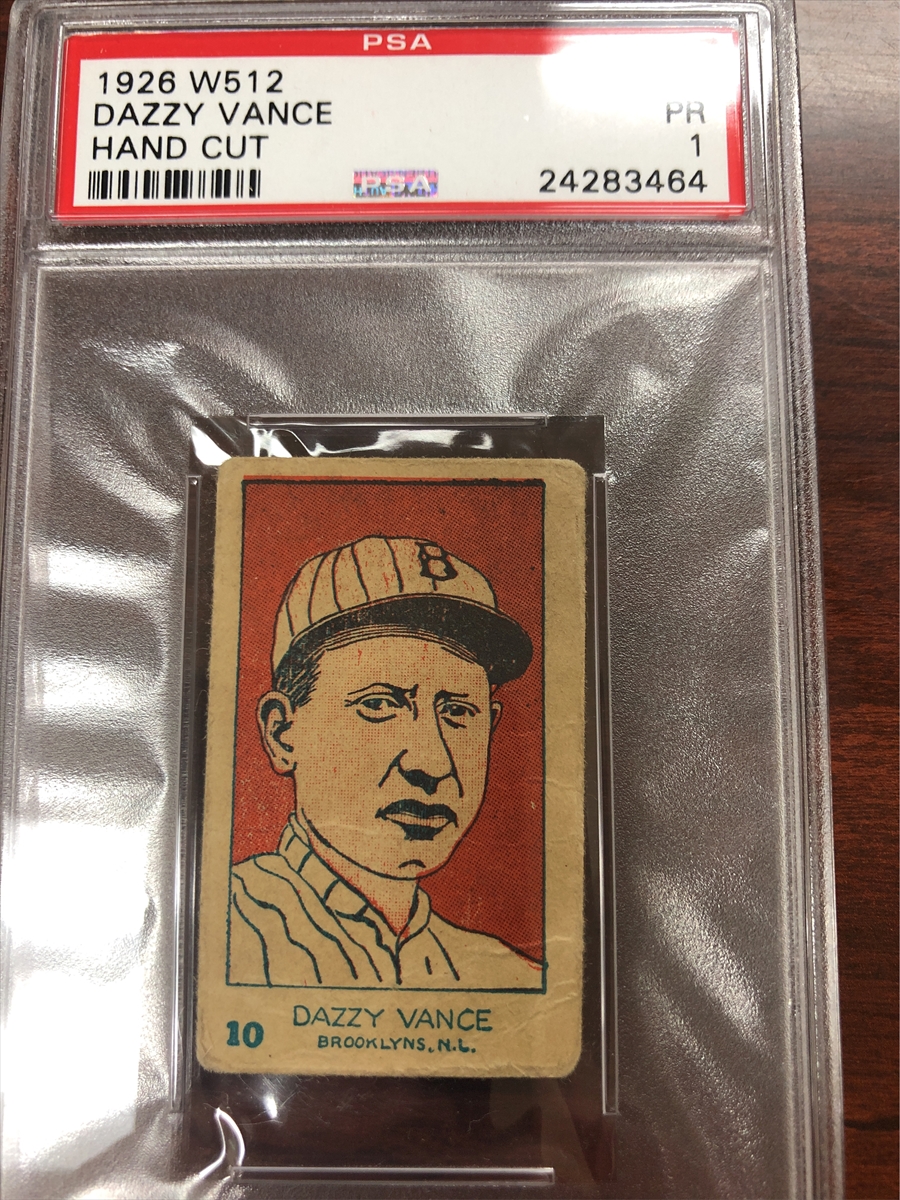 PSA
1926 W512
DAZZY VANCE PR
HAND CUT 1
PSA 24283464
B
10 DAZZY VANCE
BROOKLYNS, N.L.